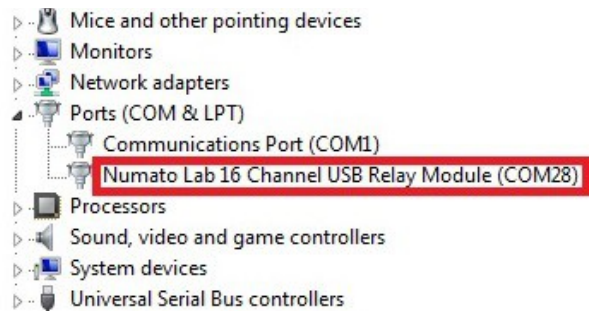 Mice and other pointing devices
Monitors
Network adapters
Ports (COM & LPT)
Communications Port (COM1)
Numato Lab 16 Channel USB Relay Module (COM28)
Processors
Sound, video and game controllers
System devices
Universal Serial Bus controllers